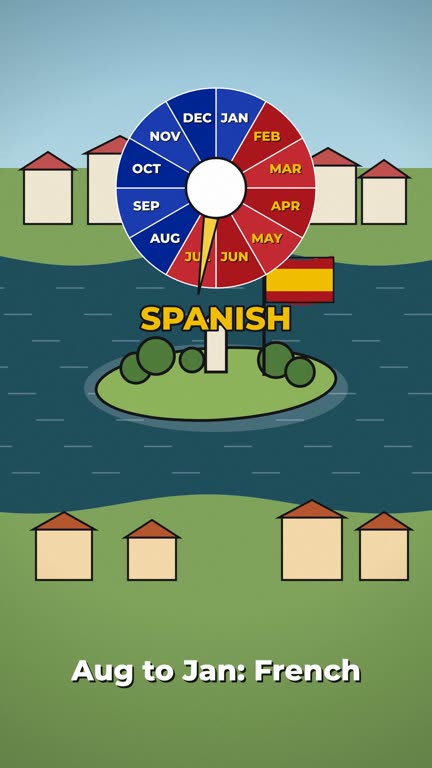 DEC JAN
NOV FEB
OCT MAR
SEP APR
AUG MAY
JUN
SPANISH
Aug to Jan: French